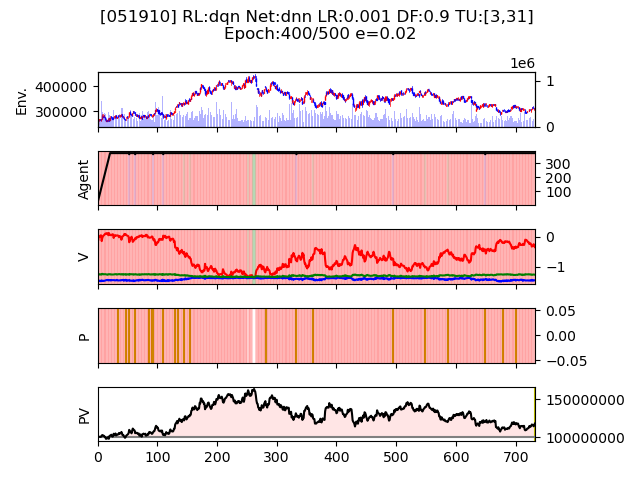 [051910] RL:dqn Net:dnn LR:0.001 DF:0.9 TU:[3,31]
Epoch:400/500 e=0.02
1e6
Env.
400000
300000
1
0
Agent
300
200
100
V
0
−1
P
0.05
0.00
−0.05
PV
150000000
100000000
0 100 200 300 400 500 600 700